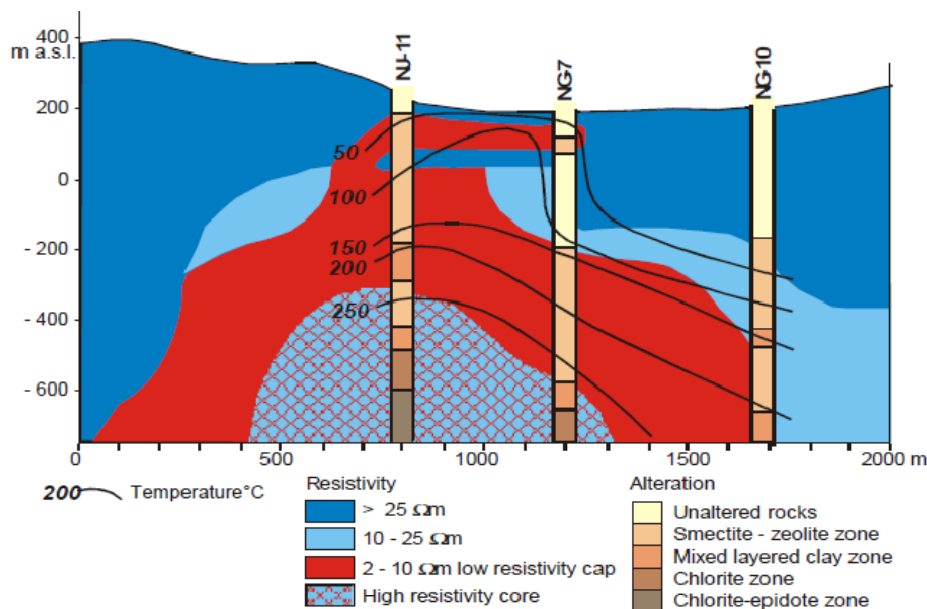 400
m a.s.l.
200
0
- 200
- 400
- 600
NJ-11
NG7
NG-10
50
100
150
200
250
0 500 1000 1500 2000 m
200 Temperature°C
Resistivity
> 25 Ωm
10 - 25 Ωm
2 - 10 Ωm low resistivity cap
High resistivity core
Alteration
Unaltered rocks
Smectite - zeolite zone
Mixed layered clay zone
Chlorite zone
Chlorite-epidote zone